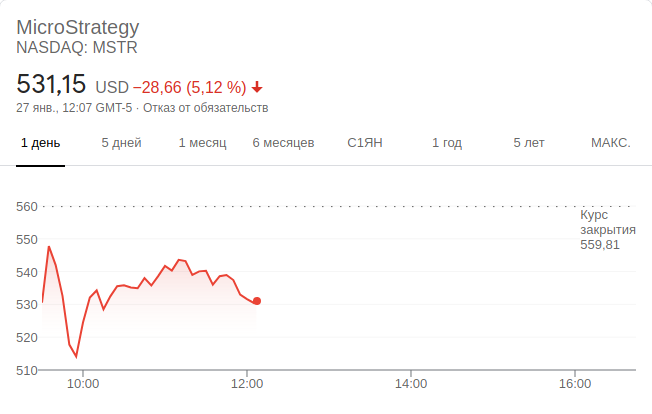 MicroStrategy
NASDAQ: MSTR
531,15 USD −28,66 (5,12 %)
27 янв., 12:07 GMT-5 · Отказ от обязательств
1 день 5 дней 1 месяц 6 месяцев С1ЯН 1 год 5 лет МАКС.
560
Курс
закрытия
559,81
550
540
530
520
510
10:00 12:00 14:00 16:00